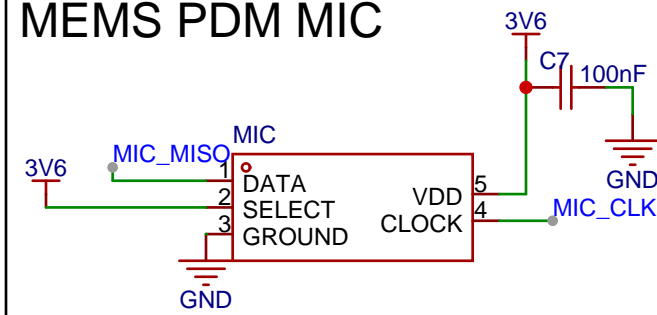 MEMS PDM MIC
3V6
C7
100nF
GND
MIC
MIC_MISO
3V6
1
DATA
2
SELECT
3
GROUND
VDD
5
CLOCK
4
MIC_CLK
GND